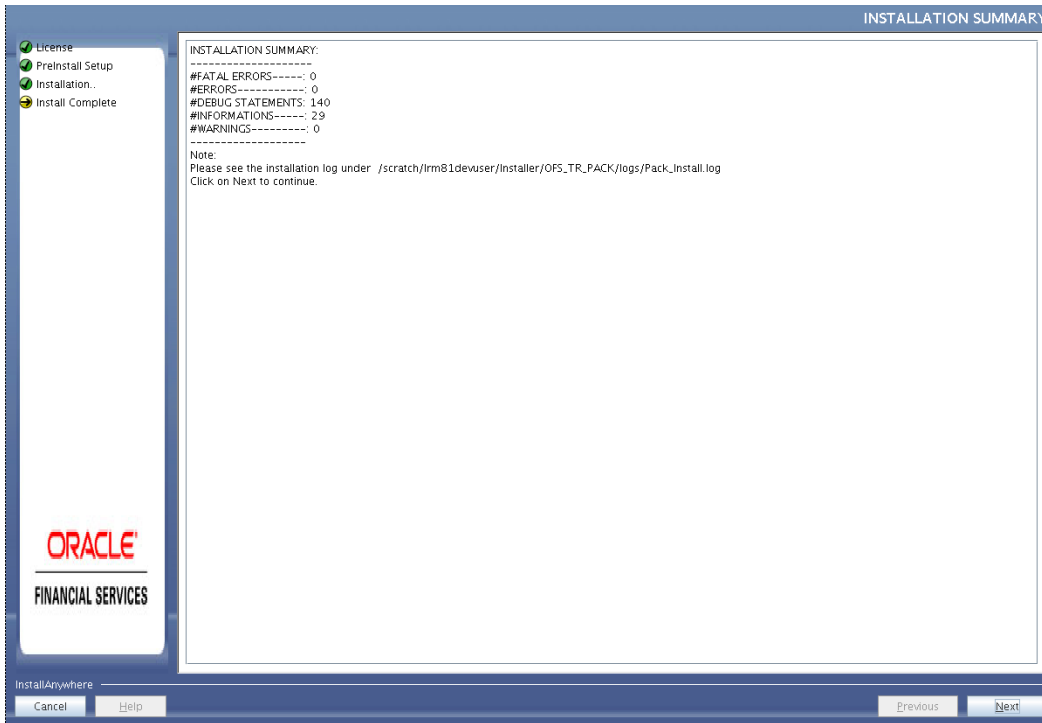 INSTALLATION SUMMARY
License
PreInstall Setup
Installation..
Install Complete
INSTALLATION SUMMARY:
--------------------
#FATAL ERRORS-----: 0
#ERRORS-----------: 0
#DEBUG STATEMENTS: 140
#INFORMATIONS-----: 29
#WARNINGS---------: 0
-------------------
Note:
Please see the installation log under /scratch/lrm81devuser/Installer/OFS_TR_PACK/logs/Pack_Install.log
Click on Next to continue.
ORACLE
FINANCIAL SERVICES
InstallAnywhere
Cancel
Help
Previous
Next